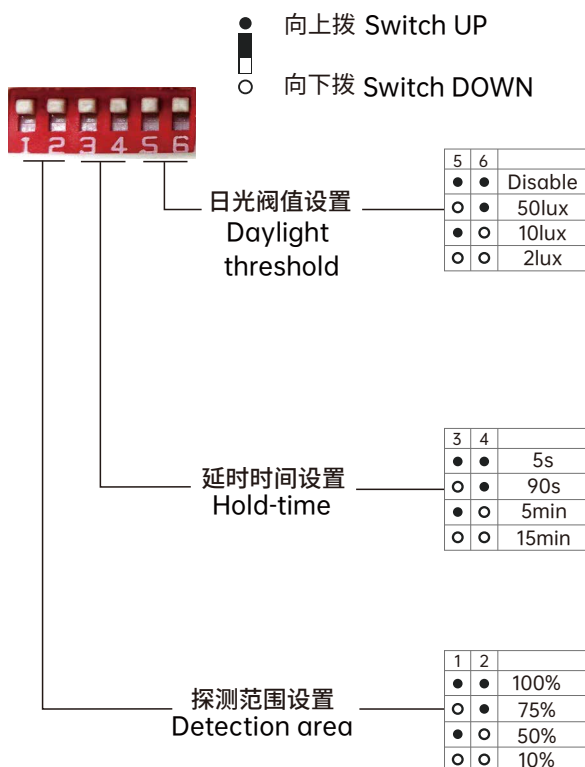 ● 向上拨 Switch UP
○ 向下拨 Switch DOWN
1 2 3 4 5 6
日光阀值设置
Daylight
threshold
5 6
● ● Disable
○ ● 50lux
● ○ 10lux
○ ○ 2lux
延时时间设置
Hold-time
3 4
● ● 5s
○ ● 90s
● ○ 5min
○ ○ 15min
探测范围设置
Detection area
1 2
● ● 100%
○ ● 75%
● ○ 50%
○ ○ 10%